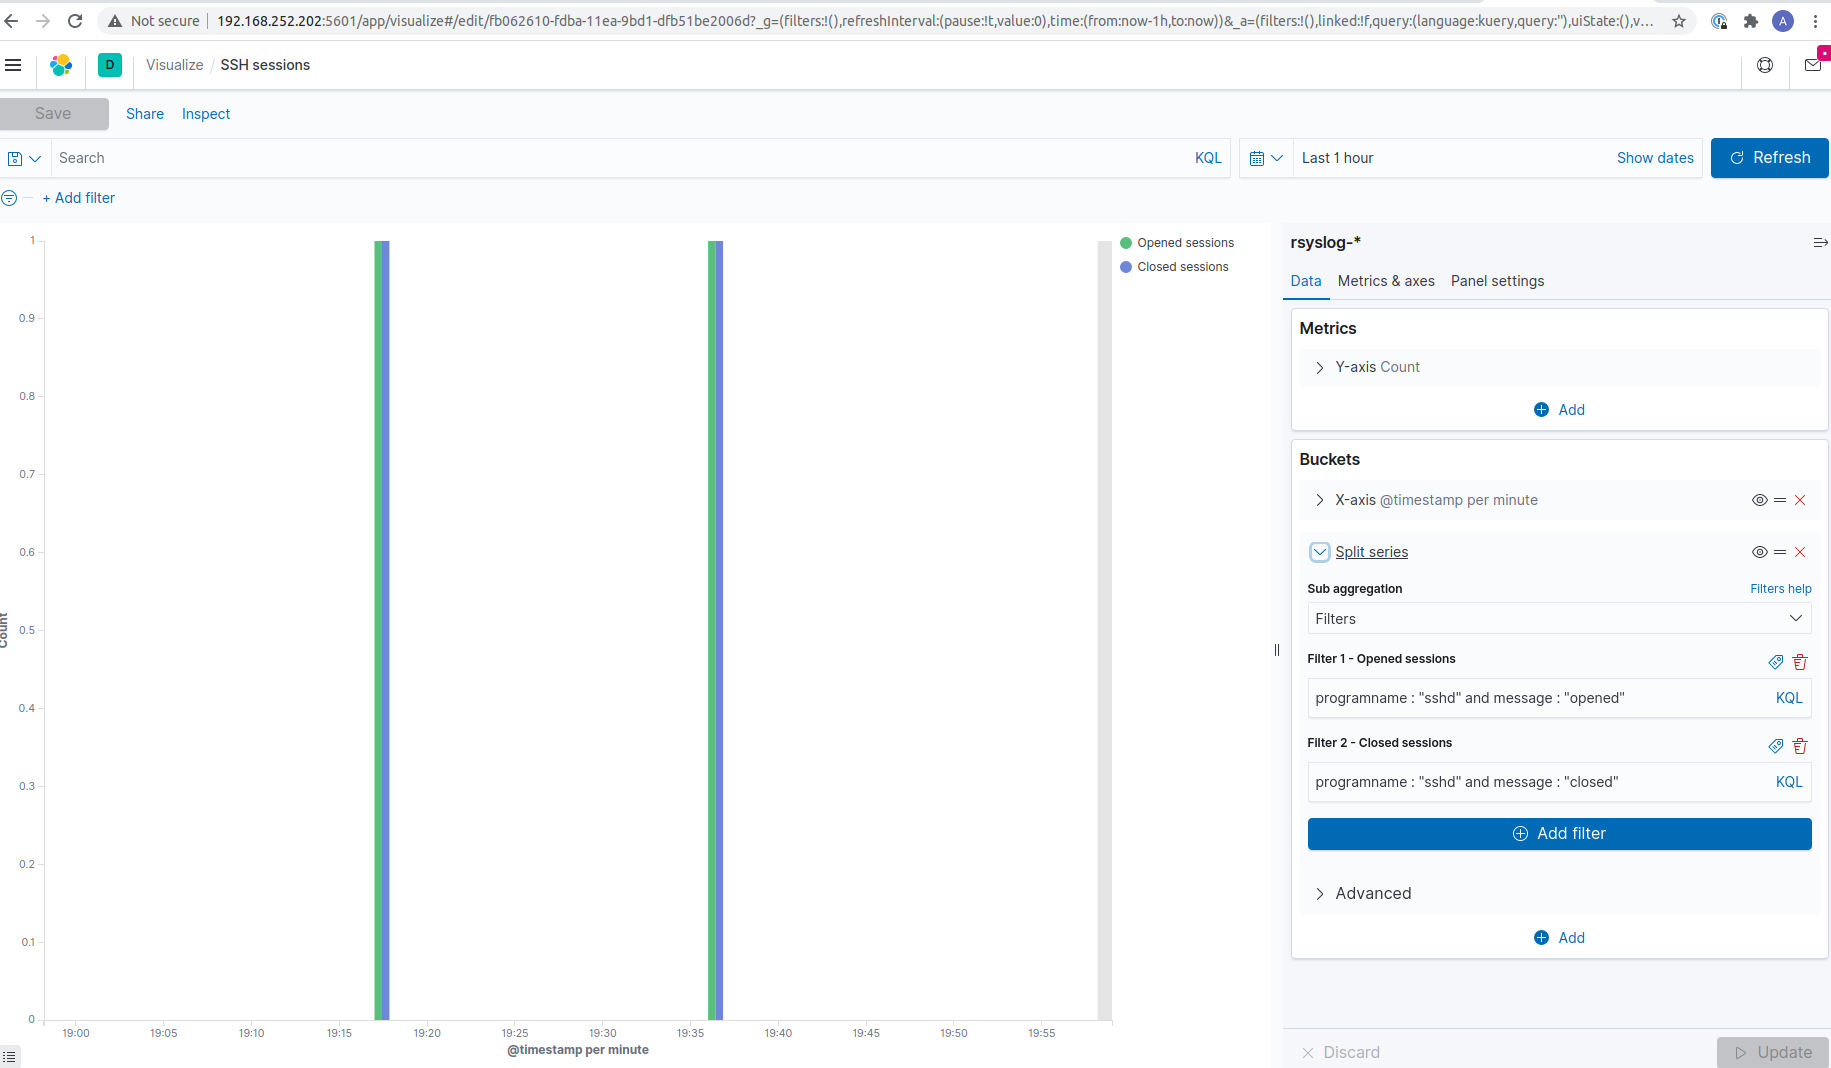 Not secure
192.168.252.202:5601/app/visualize#/edit/fb062610-fdba-11ea-9bd1-dfb51be2006d?_g=(filters:!(),refreshInterval:(pause:!t,value:0),time:(from:now-1h,to:now))&_a=(filters:!(),linked:!f,query:(language:kuery,query:''),uiState:(),v...
A
D
Visualize / SSH sessions
Save
Share
Inspect
Search
KQL
Last 1 hour
Show dates
Refresh
+ Add filter
1
0.9
0.8
0.7
0.6
0.5
0.4
0.3
0.2
0.1
0
Count
19:00
19:05
19:10
19:15
19:20
19:25
19:30
19:35
19:40
19:45
19:50
19:55
@timestamp per minute
Opened sessions
Closed sessions
rsyslog-*
Data
Metrics & axes
Panel settings
Metrics
Y-axis Count
Add
Buckets
X-axis @timestamp per minute
Split series
Sub aggregation
Filters help
Filters
Filter 1 - Opened sessions
programname : "sshd" and message : "opened"
KQL
Filter 2 - Closed sessions
programname : "sshd" and message : "closed"
KQL
Add filter
Advanced
Add
Discard
Update